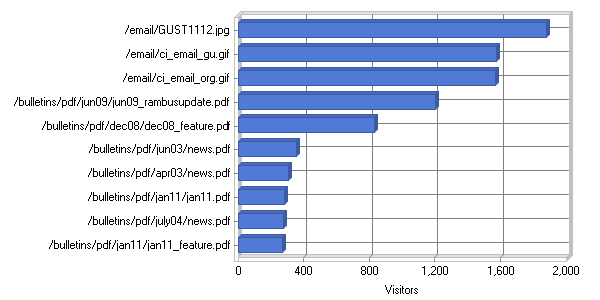 /email/GUST1112.jpg
/email/ci_email_gu.gif
/email/ci_email_org.gif
/bulletins/pdf/jun09/jun09_rambusupdate.pdf
/bulletins/pdf/dec08/dec08_feature.pdf
/bulletins/pdf/jun03/news.pdf
/bulletins/pdf/apr03/news.pdf
/bulletins/pdf/jan11/jan11.pdf
/bulletins/pdf/july04/news.pdf
/bulletins/pdf/jan11/jan11_feature.pdf
0 400 800 1,200 1,600 2,000
Visitors